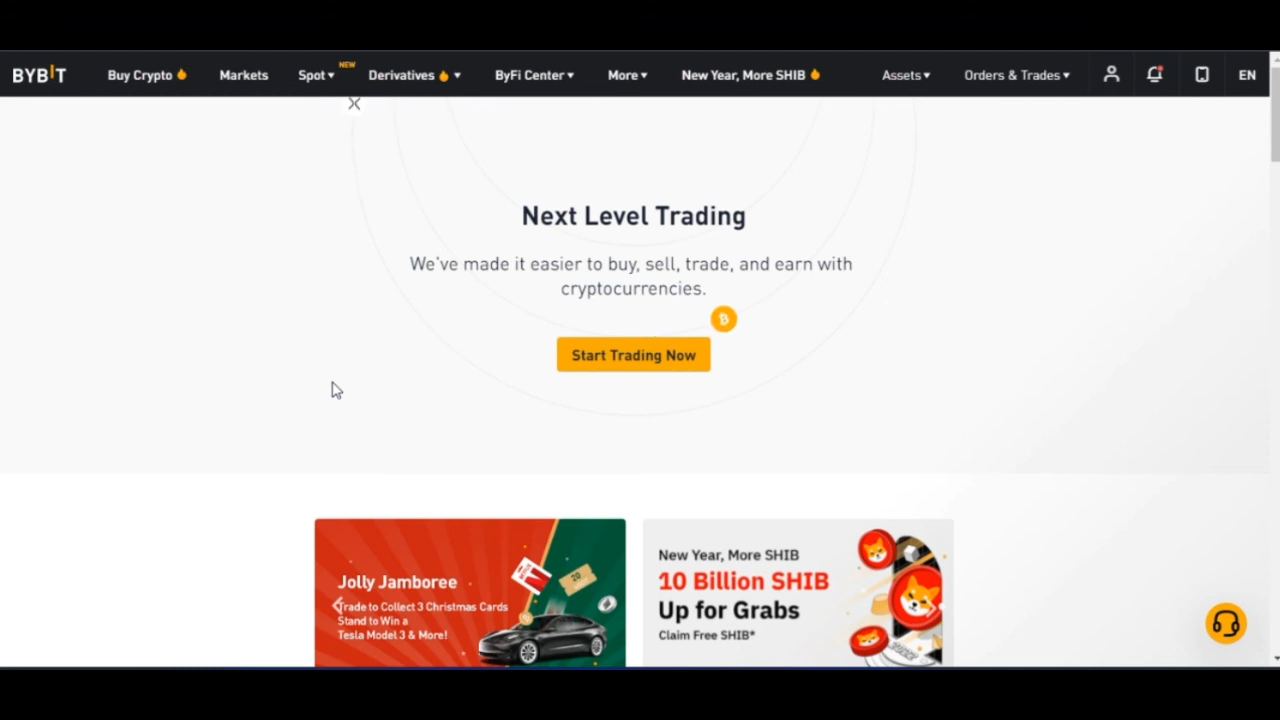 BYBIT Buy Crypto Markets Spot NEW Derivatives ByFi Center More New Year, More SHIB Assets Orders & Trades EN
Next Level Trading
We've made it easier to buy, sell, trade, and earn with
cryptocurrencies.
Start Trading Now
Jolly Jamboree
Trade to Collect 3 Christmas Cards
Stand to Win a
Tesla Model 3 & More!
20
New Year, More SHIB
10 Billion SHIB
Up for Grabs
Claim Free SHIB*